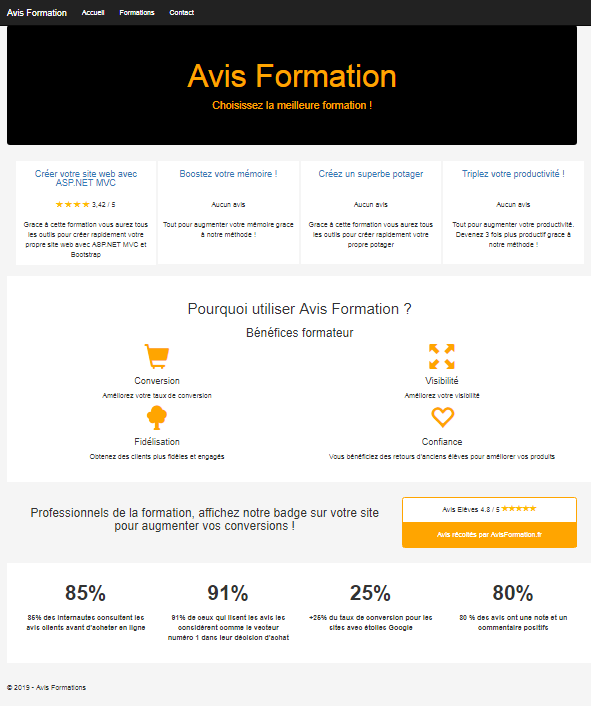 Avis Formation Accueil Formations Contact
Avis Formation
Choisissez la meilleure formation !
Créer votre site web avec
ASP.NET MVC
3,42 / 5
Grace à cette formation vous aurez tous
les outils pour créer rapidement votre
propre site web avec ASP.NET MVC et
Bootstrap
Boostez votre mémoire !
Aucun avis
Tout pour augmenter votre mémoire grace
à notre méthode !
Créez un superbe potager
Aucun avis
Grace à cette formation vous aurez tous
les outils pour créer rapidement votre
propre potager
Triplez votre productivité !
Aucun avis
Tout pour augmenter votre productivité.
Devenez 3 fois plus productif grace à
notre méthode !
Pourquoi utiliser Avis Formation ?
Bénéfices formateur
Conversion
Améliorez votre taux de conversion
Visibilité
Améliorez votre visibilité
Fidélisation
Obtenez des clients plus fidèles et engagés
Confiance
Vous bénéficiez des retours d'anciens élèves pour améliorer vos produits
Professionnels de la formation, affichez notre badge sur votre site
pour augmenter vos conversions !
Avis Elèves 4.8 / 5
Avis récoltés par AvisFormation.fr
85%
85% des internautes consultent les
avis clients avant d'acheter en ligne
91%
91% de ceux qui lisent les avis les
considèrent comme le vecteur
numéro 1 dans leur décision d'achat
25%
+25% du taux de conversion pour les
sites avec étoiles Google
80%
80 % des avis ont une note et un
commentaire positifs
© 2019 - Avis Formations